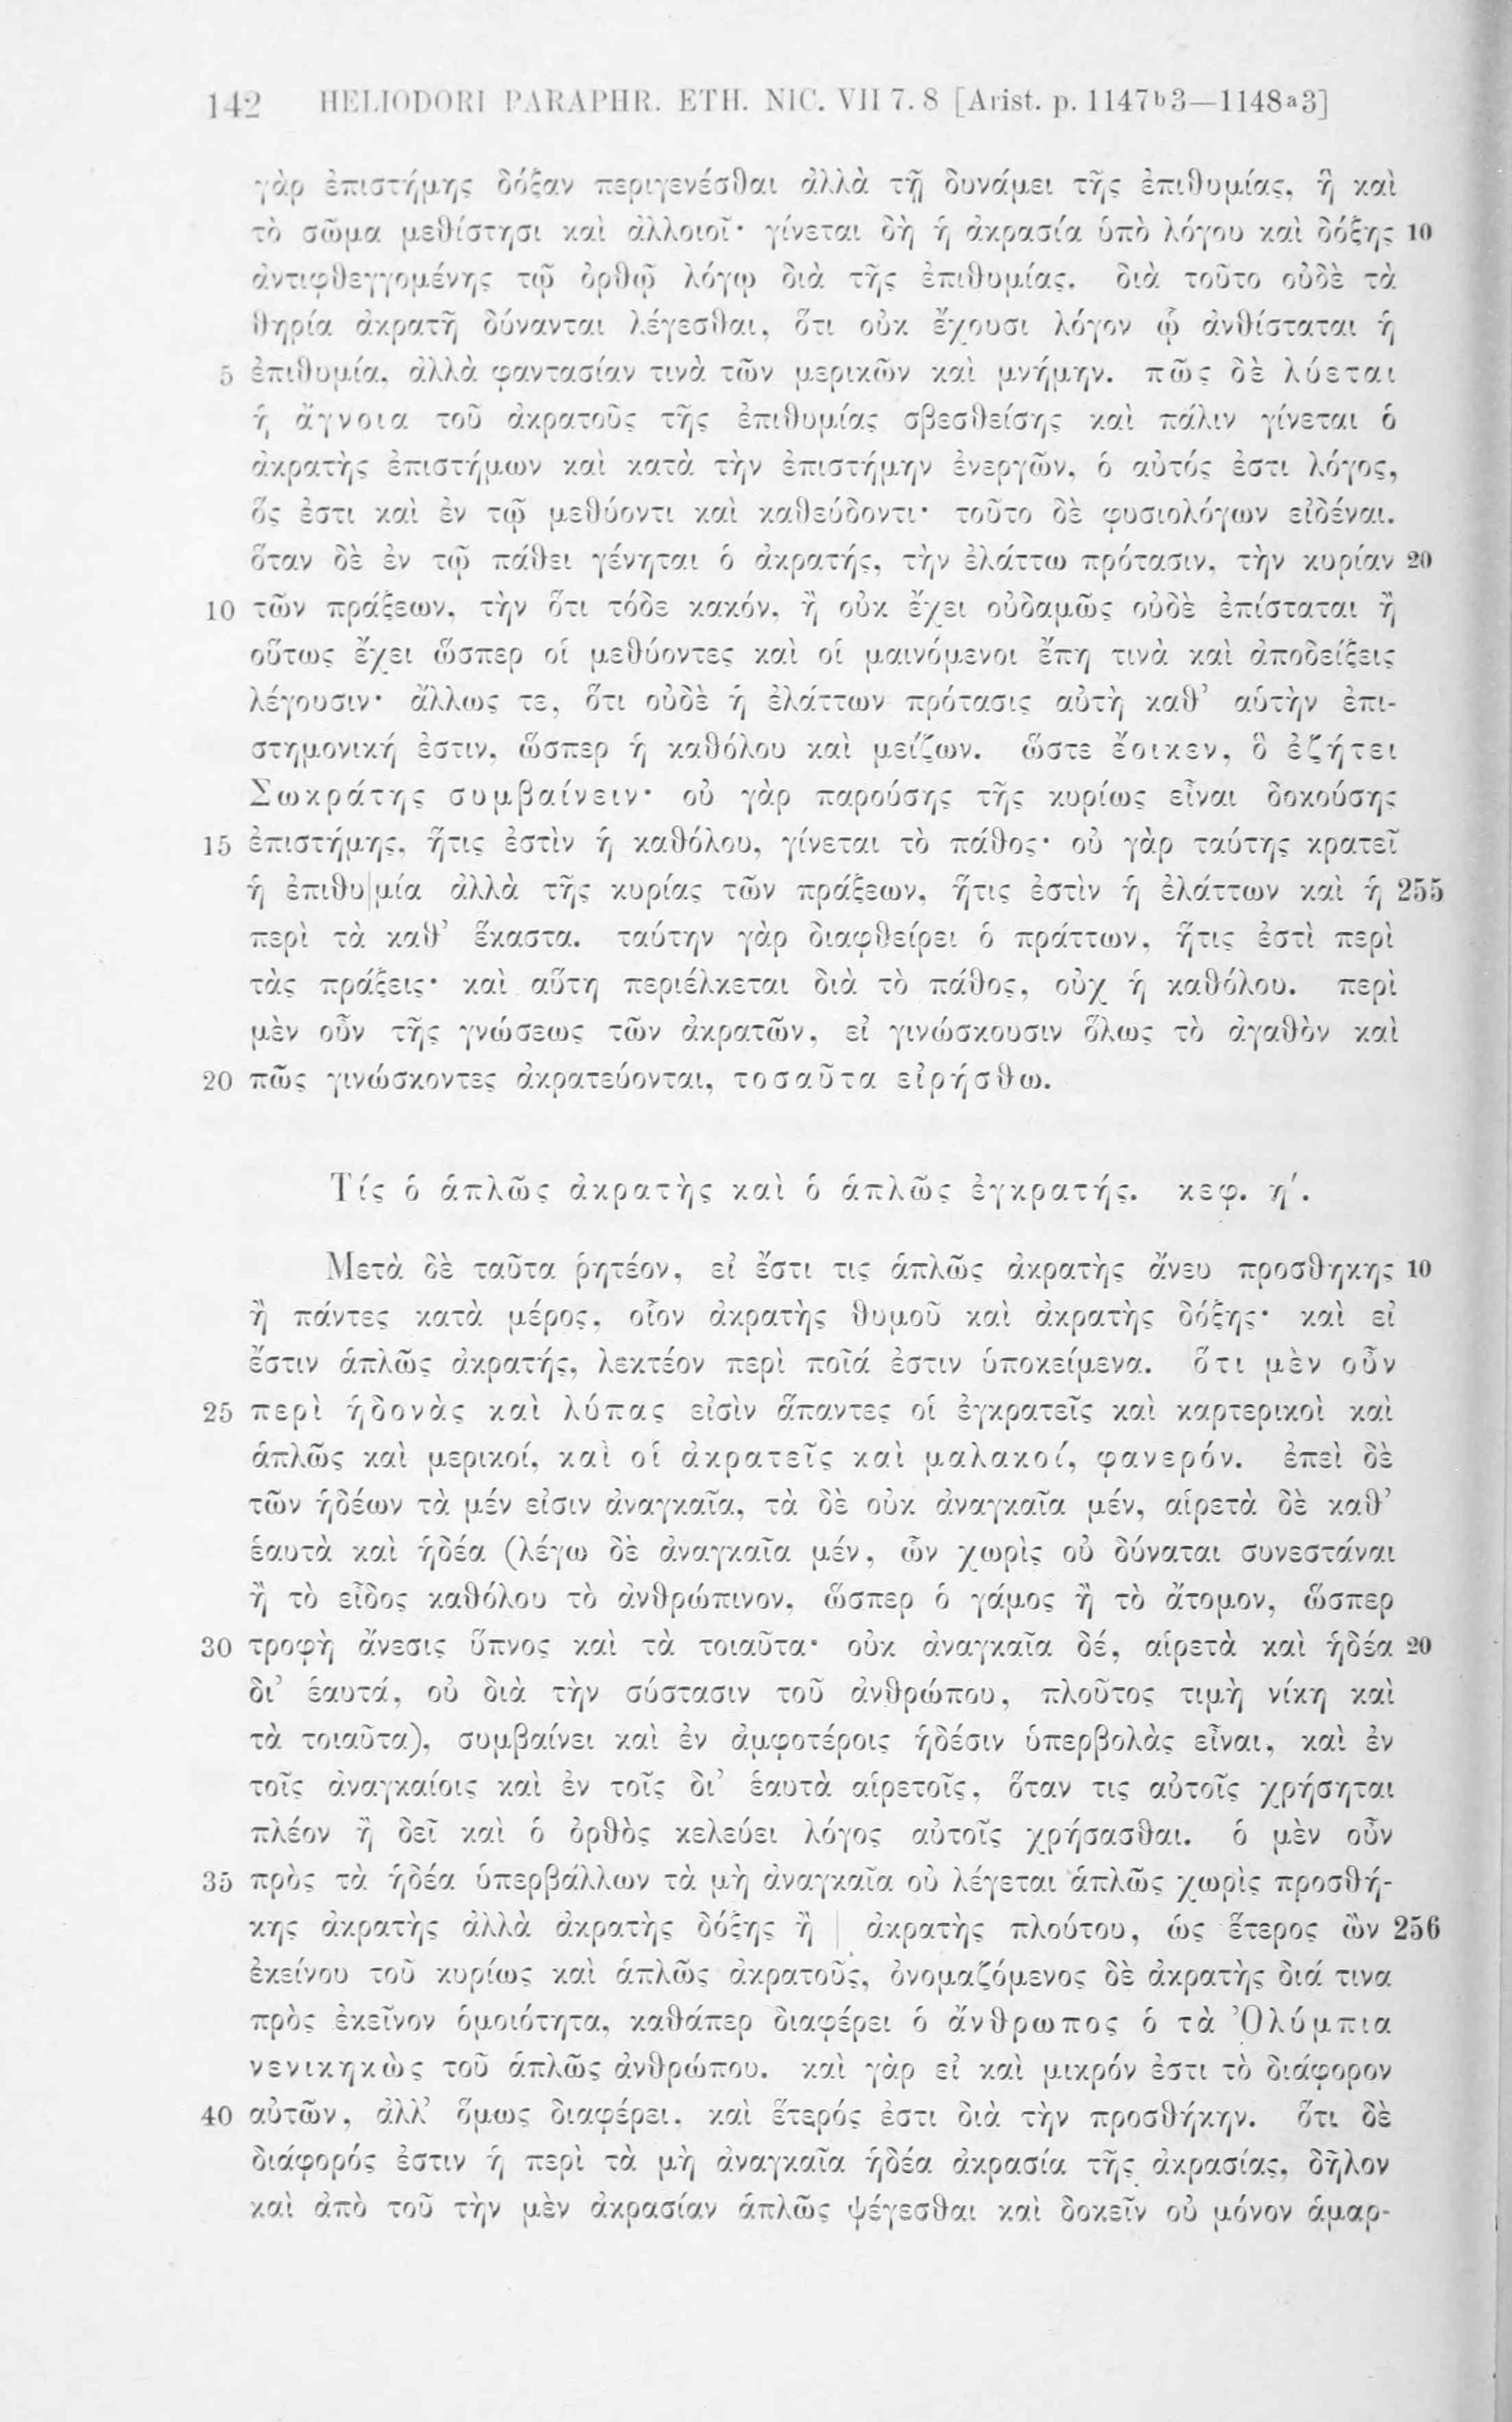 142 HELIODORI PARAPHR. ETH. NIC. VII 7. 8 [Arist. p. 1147ᵇ3—1148ᵃ3]
γὰρ ἐπιστήμης δόξαν περιγενέσθαι ἀλλὰ τῇ δυνάμει τῆς ἐπιθυμίας, ἣ καὶ
τὸ σῶμα μεθίστησι καὶ ἀλλοιοῖ· γίνεται δὴ ἡ ἀκρασία ὑπὸ λόγου καὶ δόξης 10
ἀντιφθεγγομένης τῷ ὀρθῷ λόγῳ διὰ τῆς ἐπιθυμίας. διὰ τοῦτο οὐδὲ τὰ
θηρία ἀκρατῆ δύνανται λέγεσθαι, ὅτι οὐκ ἔχουσι λόγον ᾧ ἀνθίσταται ἡ
5 ἐπιθυμία, ἀλλὰ φαντασίαν τινὰ τῶν μερικῶν καὶ μνήμην. πῶς δὲ λύεται
ἡ ἄγνοια τοῦ ἀκρατοῦς τῆς ἐπιθυμίας σβεσθείσης καὶ πάλιν γίνεται ὁ
ἀκρατὴς ἐπιστήμων καὶ κατὰ τὴν ἐπιστήμην ἐνεργῶν, ὁ αὐτός ἐστι λόγος,
ὅς ἐστι καὶ ἐν τῷ μεθύοντι καὶ καθεύδοντι· τοῦτο δὲ φυσιολόγων εἰδέναι.
ὅταν δὲ ἐν τῷ πάθει γένηται ὁ ἀκρατής, τὴν ἐλάττω πρότασιν, τὴν κυρίαν 20
10 τῶν πράξεων, τὴν ὅτι τόδε κακόν, ἢ οὐκ ἔχει οὐδαμῶς οὐδὲ ἐπίσταται ἢ
οὕτως ἔχει ὥσπερ οἱ μεθύοντες καὶ οἱ μαινόμενοι ἔπη τινὰ καὶ ἀποδείξεις
λέγουσιν· ἄλλως τε, ὅτι οὐδὲ ἡ ἐλάττων πρότασις αὐτὴ καθ’ αὑτὴν ἐπι-
στημονική ἐστιν, ὥσπερ ἡ καθόλου καὶ μείζων. ὥστε ἔοικεν, ὃ ἐζήτει
Σωκράτης συμβαίνειν· οὐ γὰρ παρούσης τῆς κυρίως εἶναι δοκούσης
15 ἐπιστήμης, ἥτις ἐστὶν ἡ καθόλου, γίνεται τὸ πάθος· οὐ γὰρ ταύτης κρατεῖ
ἡ ἐπιθυ|μία ἀλλὰ τῆς κυρίας τῶν πράξεων, ἥτις ἐστὶν ἡ ἐλάττων καὶ ἡ 255
περὶ τὰ καθ’ ἕκαστα. ταύτην γὰρ διαφθείρει ὁ πράττων, ἥτις ἐστὶ περὶ
τὰς πράξεις· καὶ αὕτη περιέλκεται διὰ τὸ πάθος, οὐχ ἡ καθόλου. περὶ
μὲν οὖν τῆς γνώσεως τῶν ἀκρατῶν, εἰ γινώσκουσιν ὅλως τὸ ἀγαθὸν καὶ
20 πῶς γινώσκοντες ἀκρατεύονται, τοσαῦτα εἰρήσθω.
Τίς ὁ ἁπλῶς ἀκρατὴς καὶ ὁ ἁπλῶς ἐγκρατής. κεφ. η΄.
Μετὰ δὲ ταῦτα ῥητέον, εἰ ἔστι τις ἁπλῶς ἀκρατὴς ἄνευ προσθηκης 10
ἢ πάντες κατὰ μέρος, οἷον ἀκρατὴς θυμοῦ καὶ ἀκρατὴς δόξης· καὶ εἰ
ἔστιν ἁπλῶς ἀκρατής, λεκτέον περὶ ποῖά ἐστιν ὑποκείμενα. ὅτι μὲν οὖν
25 περὶ ἡδονὰς καὶ λύπας εἰσὶν ἅπαντες οἱ ἐγκρατεῖς καὶ καρτερικοὶ καὶ
ἁπλῶς καὶ μερικοί, καὶ οἱ ἀκρατεῖς καὶ μαλακοί, φανερόν. ἐπεὶ δὲ
τῶν ἡδέων τὰ μέν εἰσιν ἀναγκαῖα, τὰ δὲ οὐκ ἀναγκαῖα μέν, αἱρετὰ δὲ καθ’
ἑαυτὰ καὶ ἡδέα (λέγω δὲ ἀναγκαῖα μέν, ὧν χωρὶς οὐ δύναται συνεστάναι
ἢ τὸ εἶδος καθόλου τὸ ἀνθρώπινον, ὥσπερ ὁ γάμος ἢ τὸ ἄτομον, ὥσπερ
30 τροφὴ ἄνεσις ὕπνος καὶ τὰ τοιαῦτα· οὐκ ἀναγκαῖα δέ, αἱρετὰ καὶ ἡδέα 20
δι’ ἑαυτά, οὐ διὰ τὴν σύστασιν τοῦ ἀνθρώπου, πλοῦτος τιμὴ νίκη καὶ
τὰ τοιαῦτα), συμβαίνει καὶ ἐν ἀμφοτέροις ἡδέσιν ὑπερβολὰς εἶναι, καὶ ἐν
τοῖς ἀναγκαίοις καὶ ἐν τοῖς δι’ ἑαυτὰ αἱρετοῖς, ὅταν τις αὐτοῖς χρήσηται
πλέον ἢ δεῖ καὶ ὁ ὀρθὸς κελεύει λόγος αὐτοῖς χρήσασθαι. ὁ μὲν οὖν
35 πρὸς τὰ ἡδέα ὑπερβάλλων τὰ μὴ ἀναγκαῖα οὐ λέγεται ἁπλῶς χωρὶς προσθή-
κης ἀκρατὴς ἀλλὰ ἀκρατὴς δόξης ἢ | ἀκρατὴς πλούτου, ὡς ἕτερος ὢν 256
ἐκείνου τοῦ κυρίως καὶ ἁπλῶς ἀκρατοῦς, ὀνομαζόμενος δὲ ἀκρατὴς διά τινα
πρὸς ἐκεῖνον ὁμοιότητα, καθάπερ διαφέρει ὁ ἄνθρωπος ὁ τὰ Ὀλύμπια
νενικηκὼς τοῦ ἁπλῶς ἀνθρώπου. καὶ γὰρ εἰ καὶ μικρόν ἐστι τὸ διάφορον
40 αὐτῶν, ἀλλ’ ὅμως διαφέρει, καὶ ἕτερός ἐστι διὰ τὴν προσθήκην. ὅτι δὲ
διάφορός ἐστιν ἡ περὶ τὰ μὴ ἀναγκαῖα ἡδέα ἀκρασία τῆς ἀκρασίας, δῆλον
καὶ ἀπὸ τοῦ τὴν μὲν ἀκρασίαν ἁπλῶς ψέγεσθαι καὶ δοκεῖν οὐ μόνον ἁμαρ-